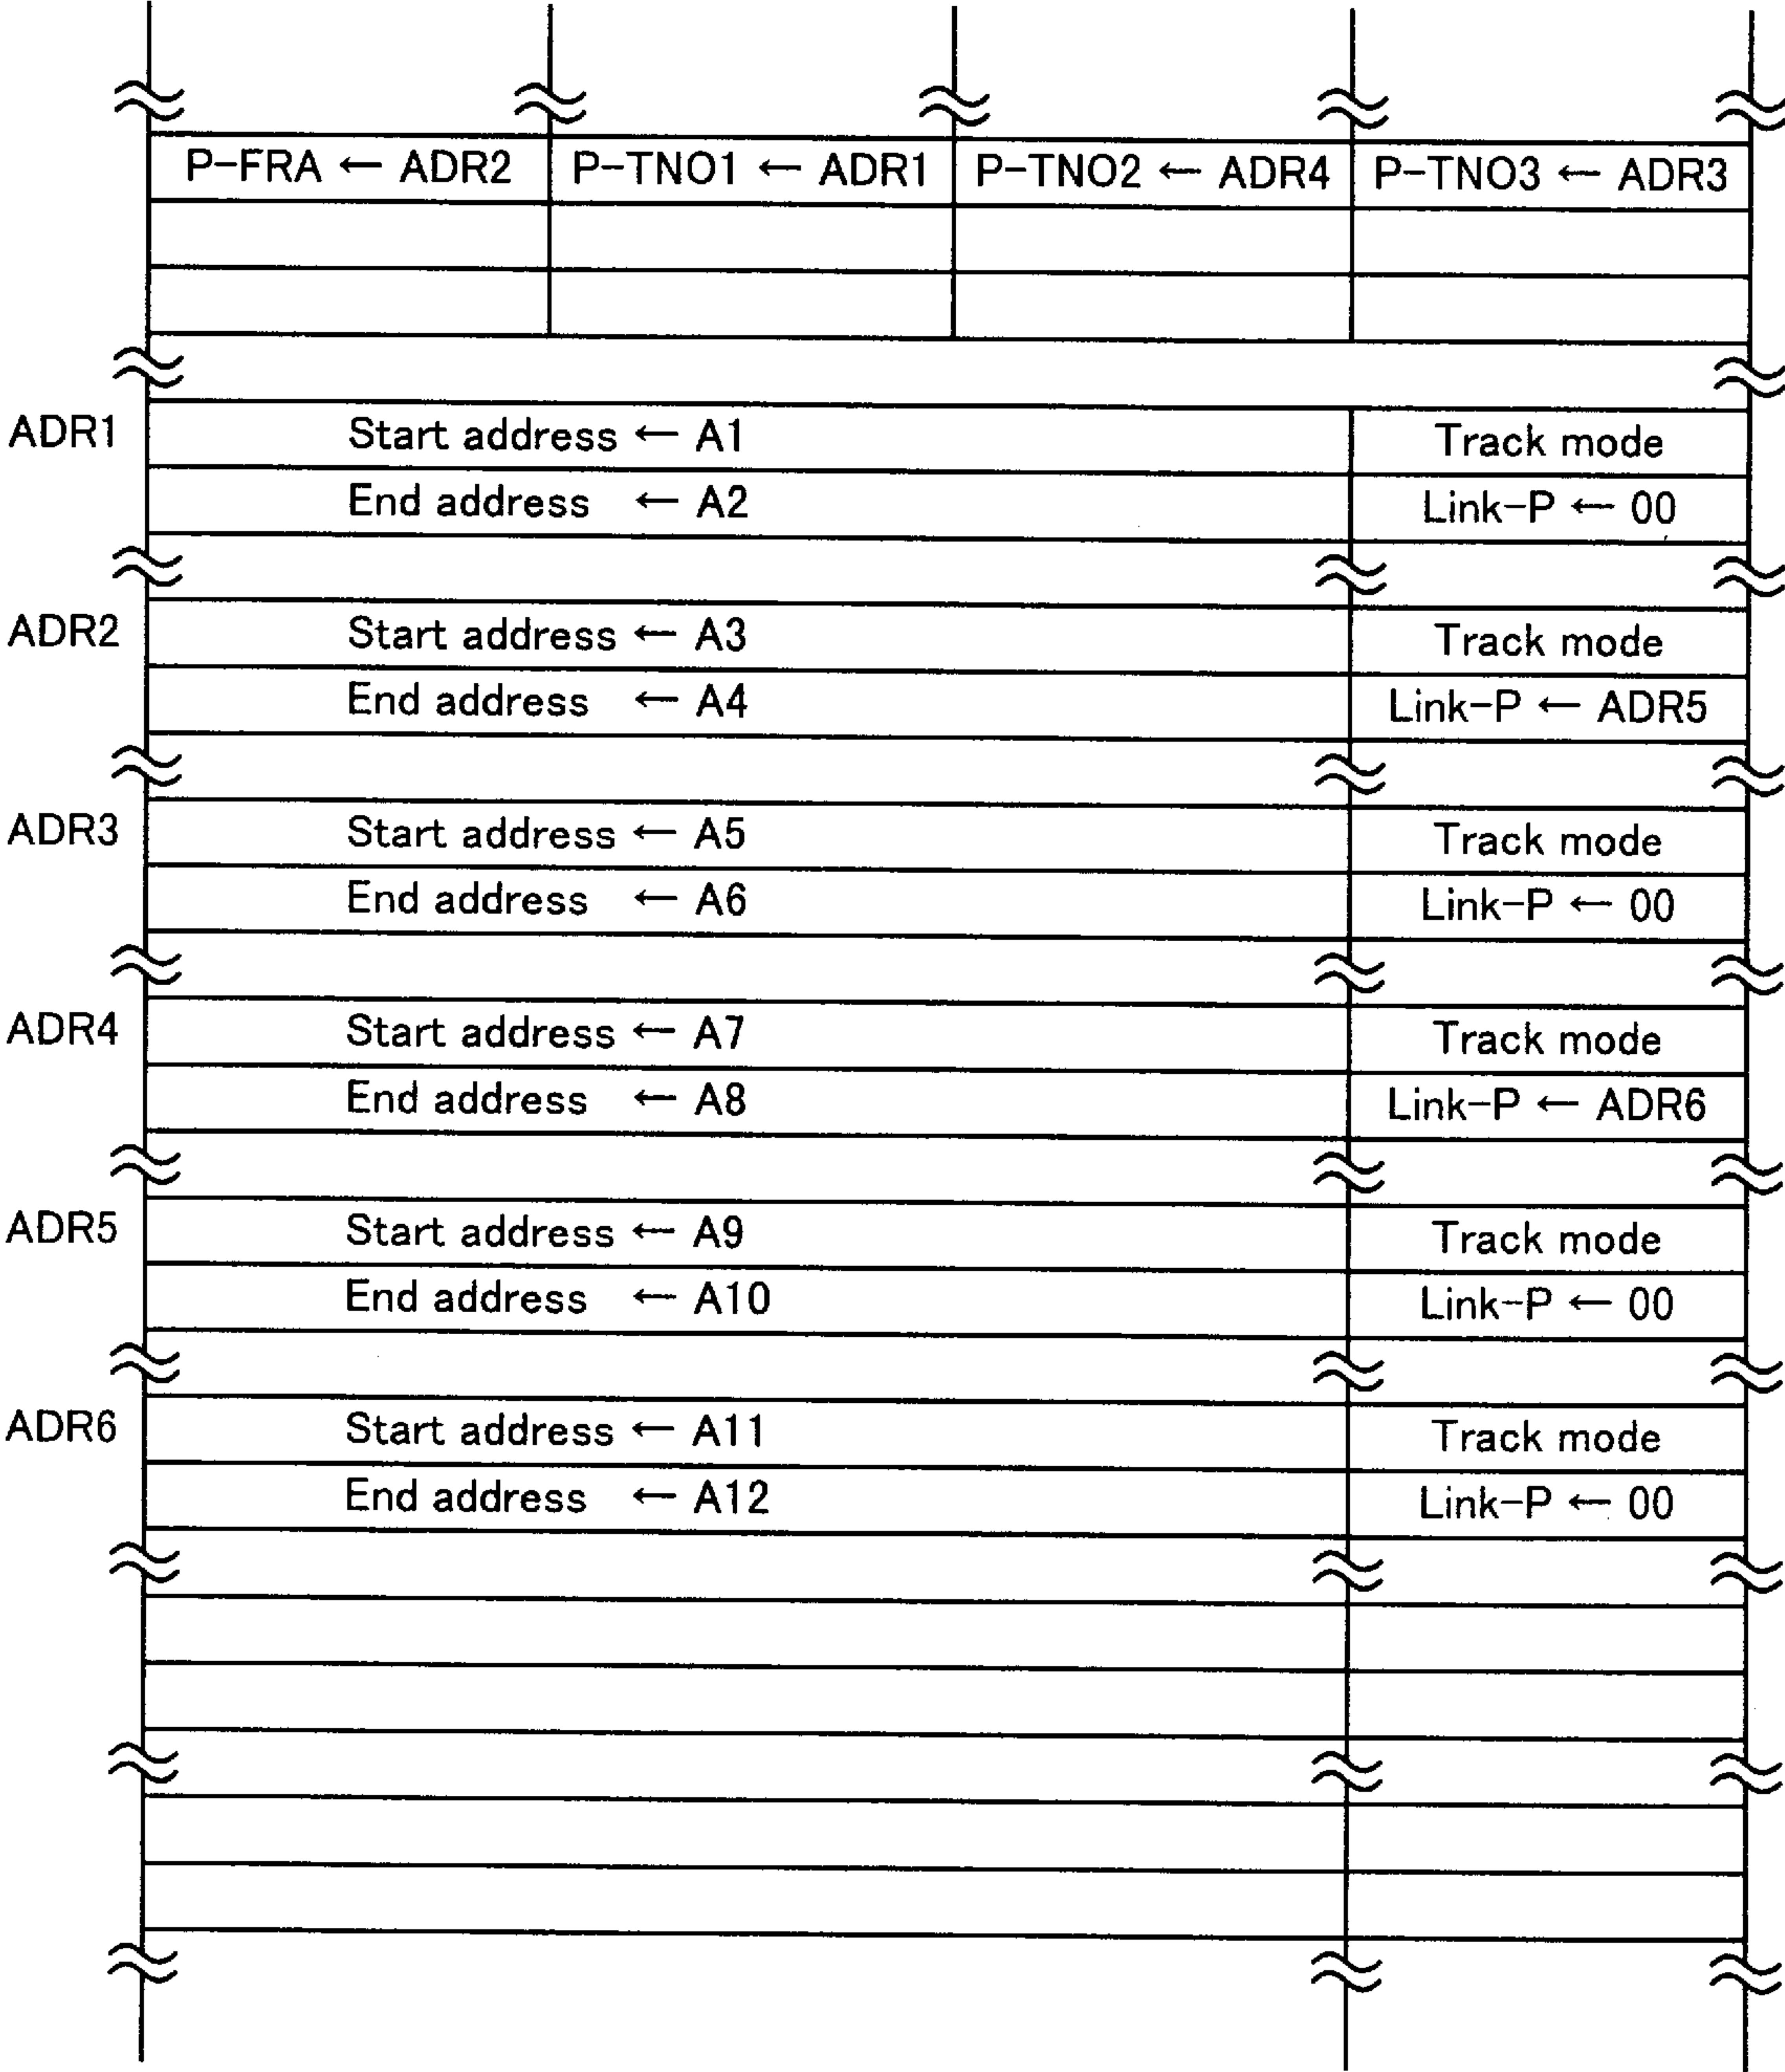 P-FRA ← ADR2 P-TNO1 ← ADR1 P-TNO2 ← ADR4 P-TNO3 ← ADR3
ADR1 Start address ← A1 Track mode
End address ← A2 Link-P ← 00
ADR2 Start address ← A3 Track mode
End address ← A4 Link-P ← ADR5
ADR3 Start address ← A5 Track mode
End address ← A6 Link-P ← 00
ADR4 Start address ← A7 Track mode
End address ← A8 Link-P ← ADR6
ADR5 Start address ← A9 Track mode
End address ← A10 Link-P ← 00
ADR6 Start address ← A11 Track mode
End address ← A12 Link-P ← 00